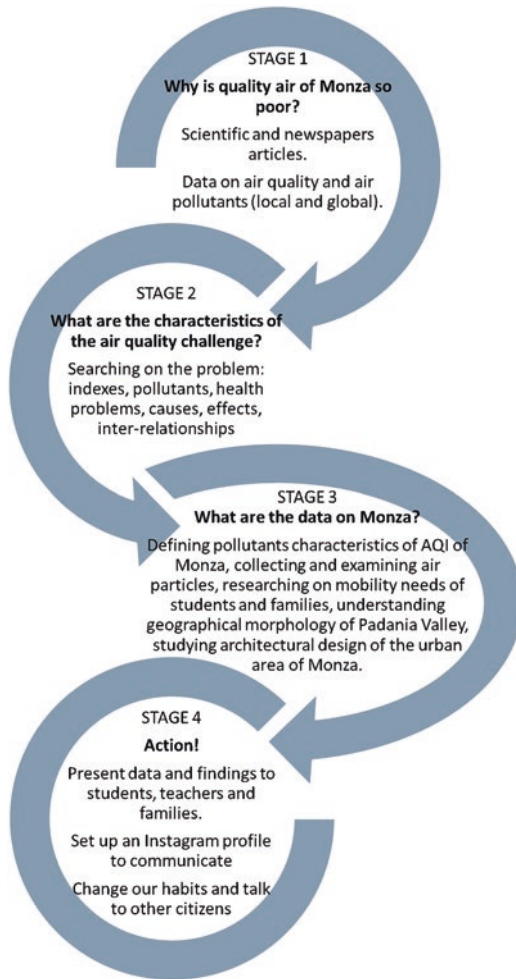 STAGE 1
Why is quality air of Monza so
poor?
Scientific and newspapers
articles.
Data on air quality and air
pollutants (local and global).
STAGE 2
What are the characteristics of
the air quality challenge?
Searching on the problem:
indexes, pollutants, health
problems, causes, effects,
inter-relationships
STAGE 3
What are the data on Monza?
Defining pollutants characteristics of AQI of
Monza, collecting and examining air
particles, researching on mobility needs of
students and families, understanding
geographical morphology of Padania Valley,
studying architectural design of the urban
area of Monza.
STAGE 4
Action!
Present data and findings to
students, teachers and
families.
Set up an Instagram profile
to communicate
Change our habits and talk
to other citizens